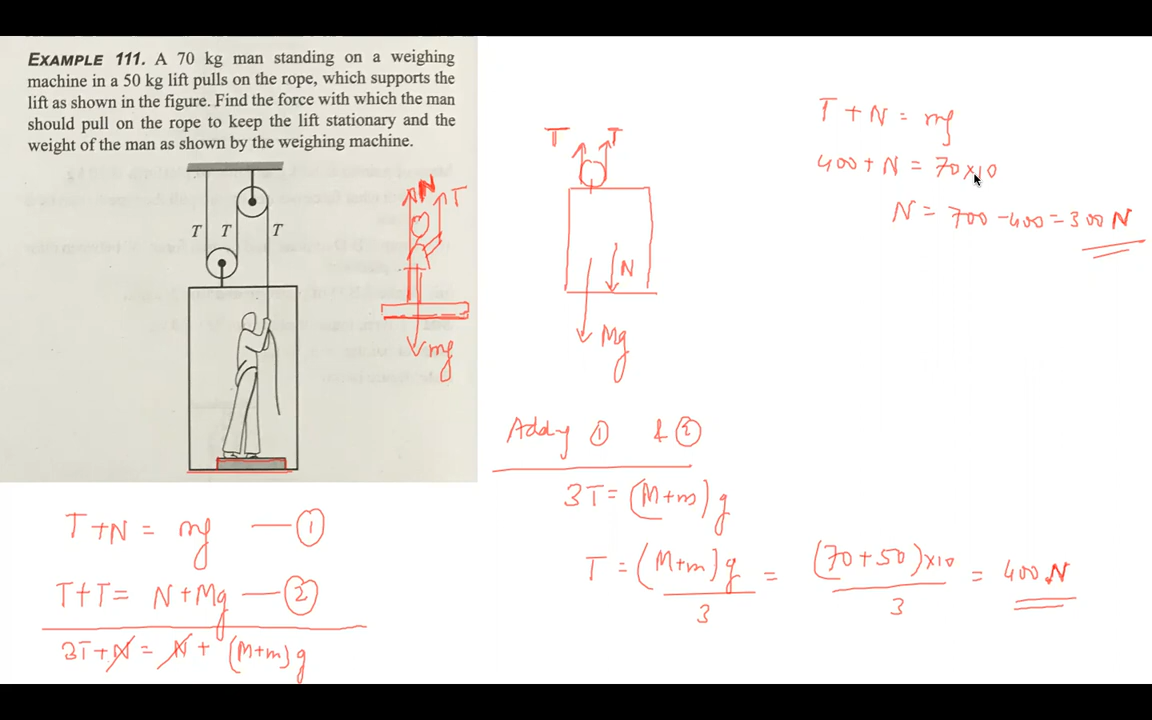 EXAMPLE 111. A 70 kg man standing on a weighing
machine in a 50 kg lift pulls on the rope, which supports the
lift as shown in the figure. Find the force with which the man
should pull on the rope to keep the lift stationary and the
weight of the man as shown by the weighing machine.
T T T
N T
mg
T T
N
Mg
T + N = mg
400 + N = 70×10
N = 700 - 400 = 300 N
T+N = mg — ①
T+T = N+Mg — ②
3T+N = N + (M+m)g
Addy ① & ②
3T = (M+m)g
T = (M+m)g / 3 = (70+50)×10 / 3 = 400 N